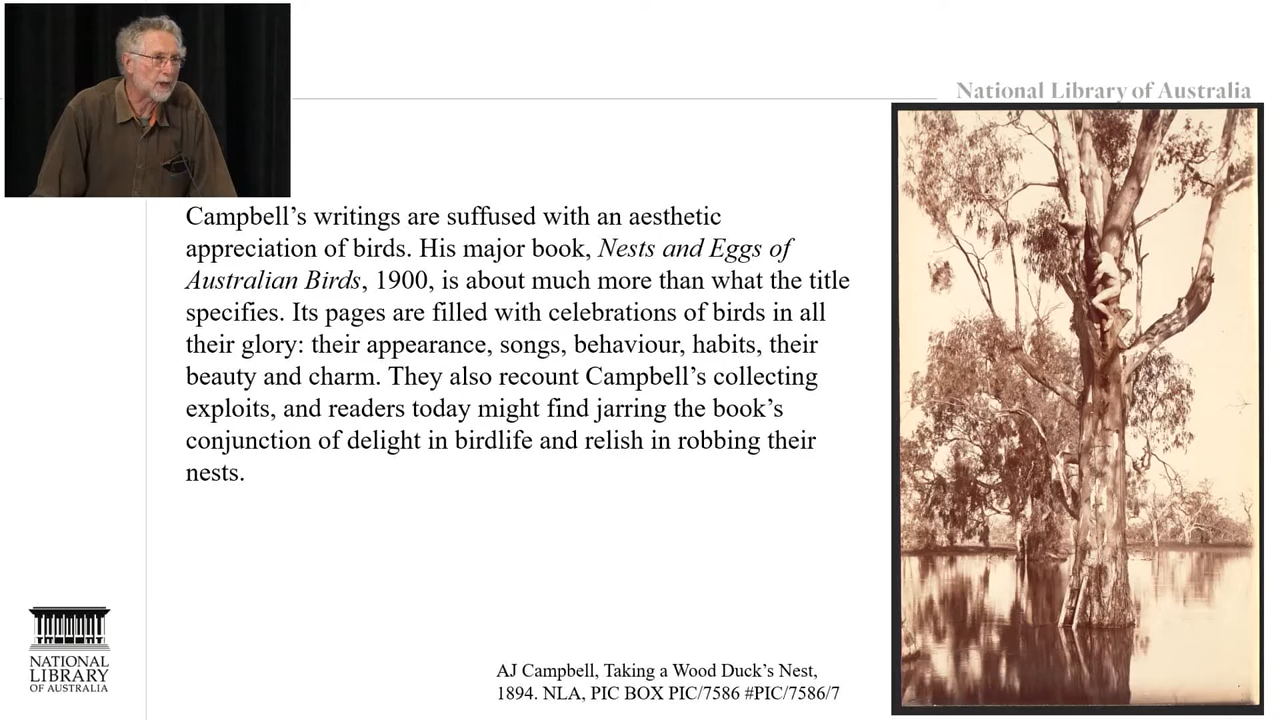 National Library of Australia
Campbell’s writings are suffused with an aesthetic
appreciation of birds. His major book, Nests and Eggs of
Australian Birds, 1900, is about much more than what the title
specifies. Its pages are filled with celebrations of birds in all
their glory: their appearance, songs, behaviour, habits, their
beauty and charm. They also recount Campbell’s collecting
exploits, and readers today might find jarring the book’s
conjunction of delight in birdlife and relish in robbing their
nests.
NATIONAL
LIBRARY
OF AUSTRALIA
AJ Campbell, Taking a Wood Duck’s Nest,
1894. NLA, PIC BOX PIC/7586 #PIC/7586/7